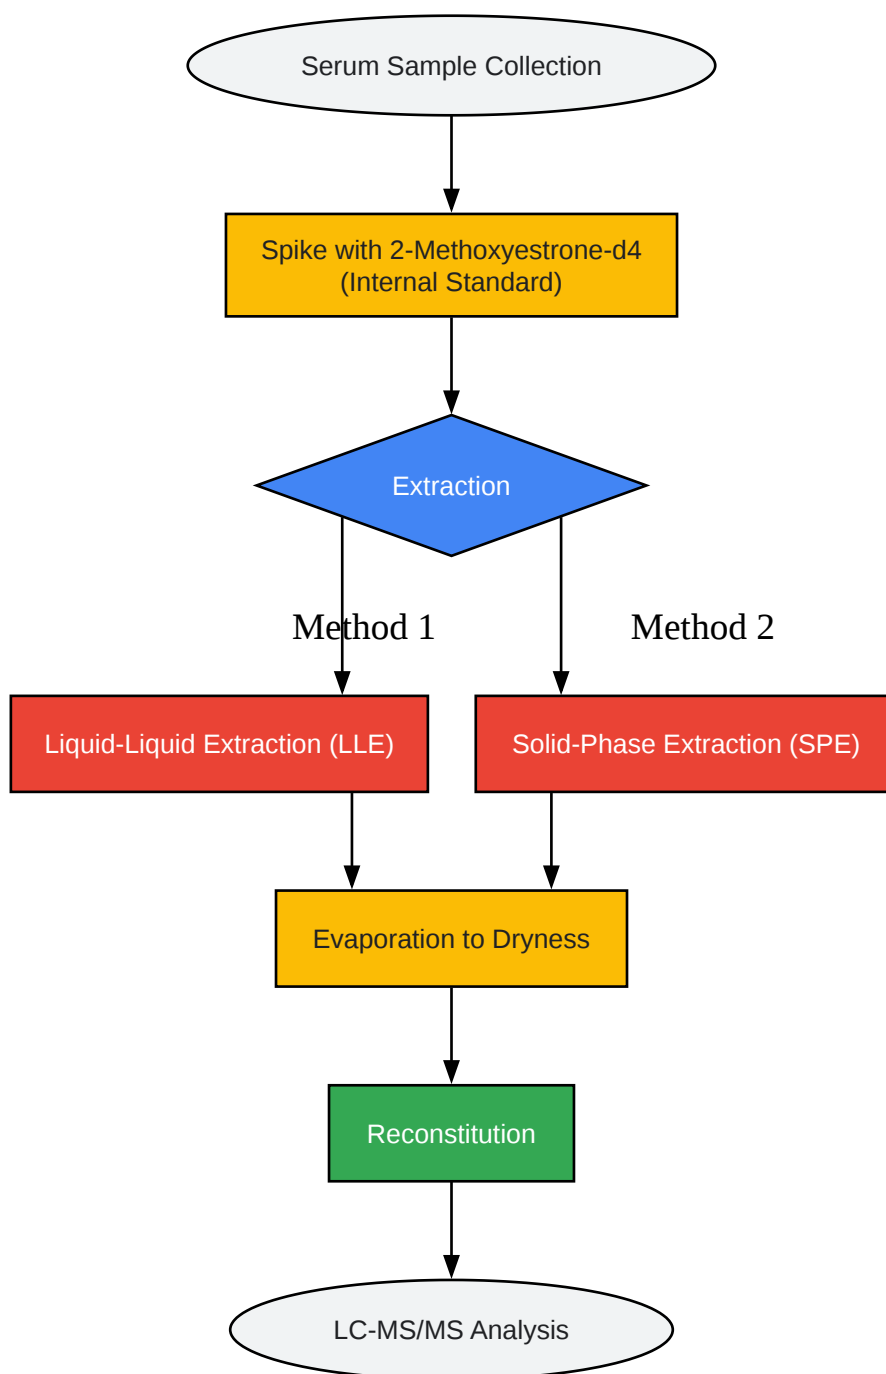 Serum Sample Collection
Spike with 2-Methoxyestrone-d4
(Internal Standard)
Extraction
Method 1
Method 2
Liquid-Liquid Extraction (LLE)
Solid-Phase Extraction (SPE)
Evaporation to Dryness
Reconstitution
LC-MS/MS Analysis